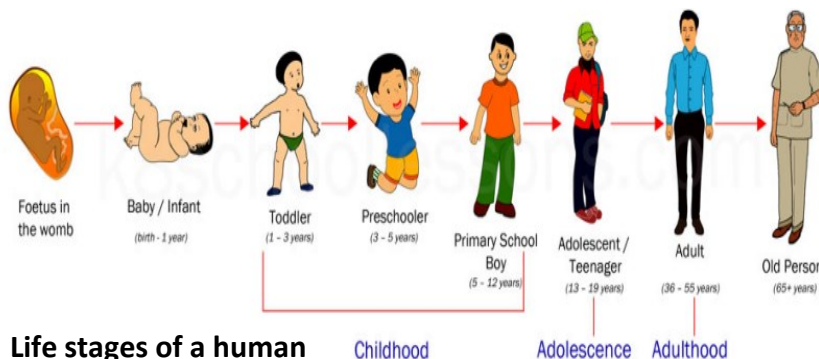 Foetus in
the womb
Baby / Infant
(birth - 1 year)
Toddler
(1 – 3 years)
Preschooler
(3 – 5 years)
Primary School
Boy
(5 – 12 years)
Adolescent /
Teenager
(13 – 19 years)
Adult
(36 – 55 years)
Old Person
(65+ years)
Life stages of a human
Childhood
Adolescence
Adulthood